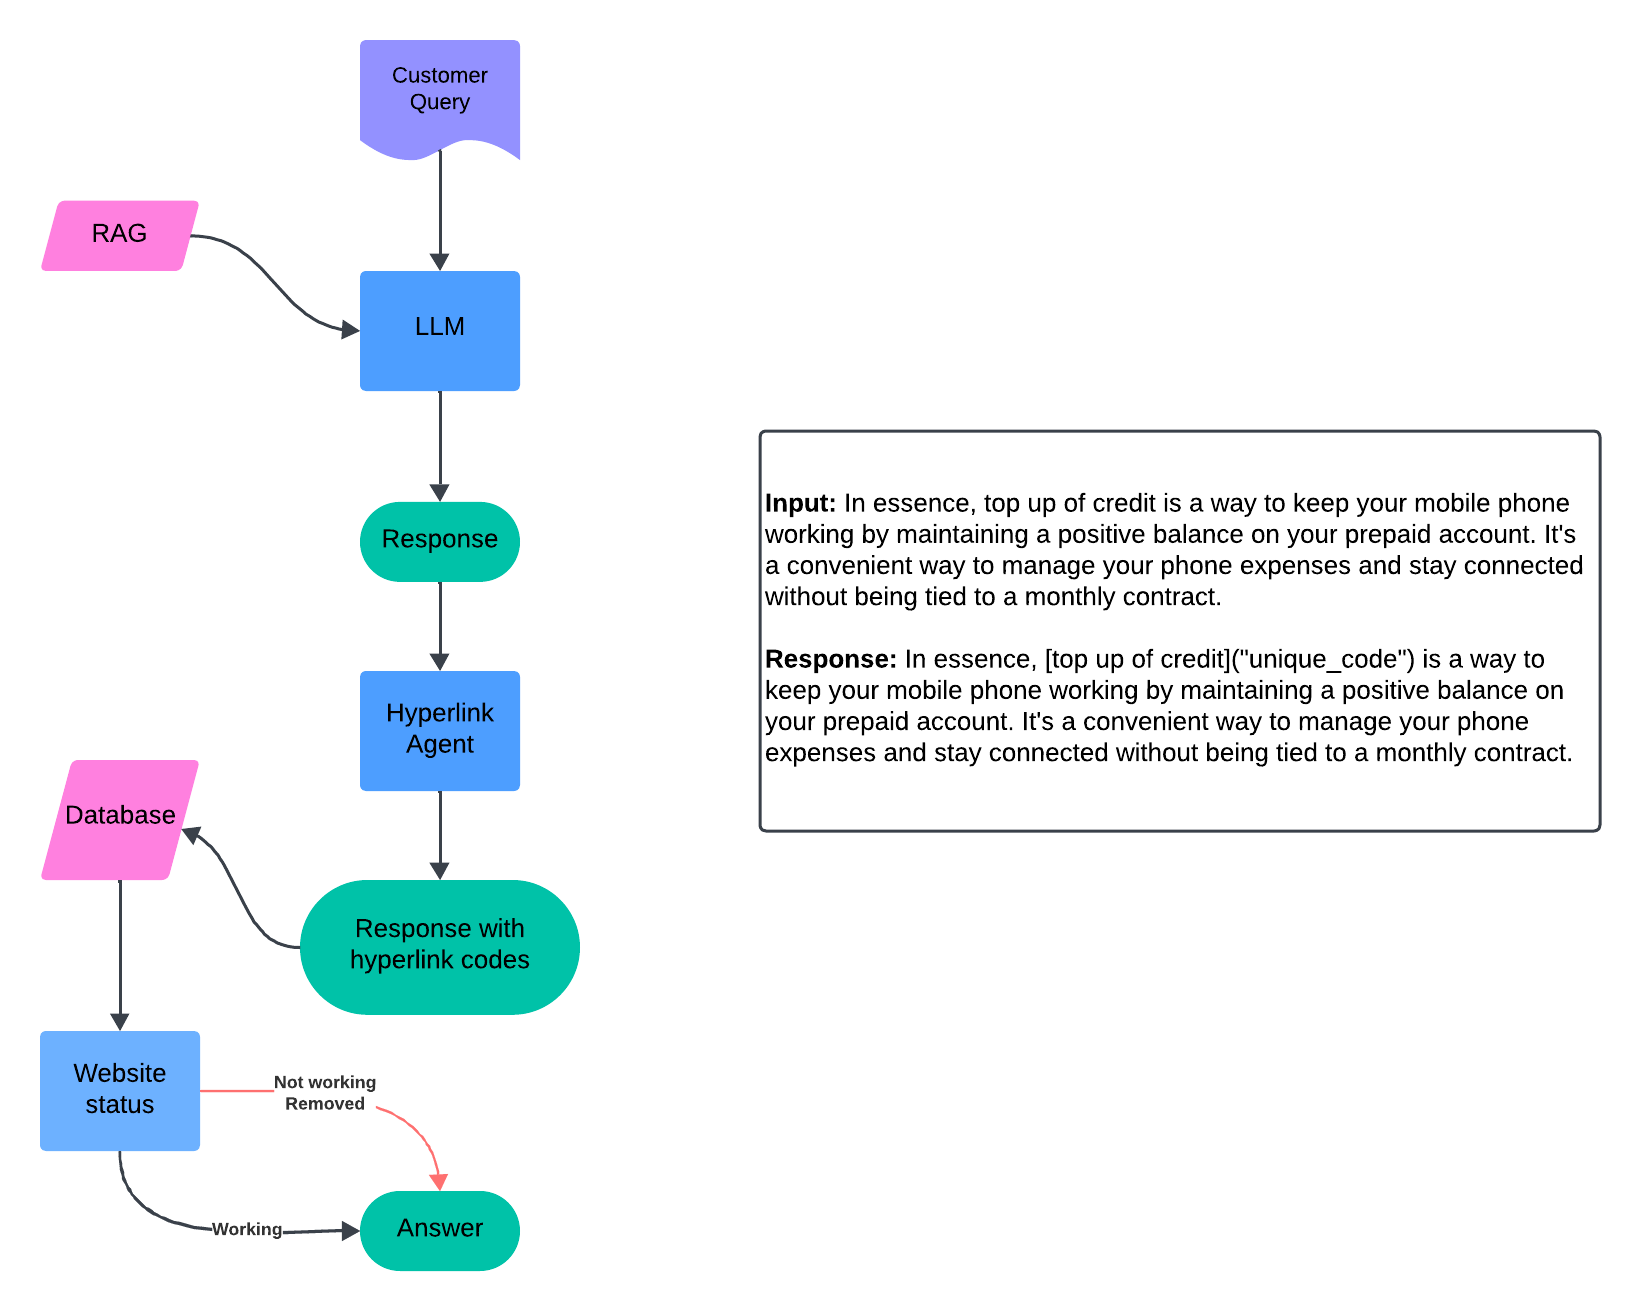 Customer
Query
RAG
LLM
Response
Input: In essence, top up of credit is a way to keep your mobile phone
working by maintaining a positive balance on your prepaid account. It's
a convenient way to manage your phone expenses and stay connected
without being tied to a monthly contract.
Response: In essence, [top up of credit]("unique_code") is a way to
keep your mobile phone working by maintaining a positive balance on
your prepaid account. It's a convenient way to manage your phone
expenses and stay connected without being tied to a monthly contract.
Hyperlink
Agent
Database
Response with
hyperlink codes
Website
status
Not working
Removed
Working
Answer